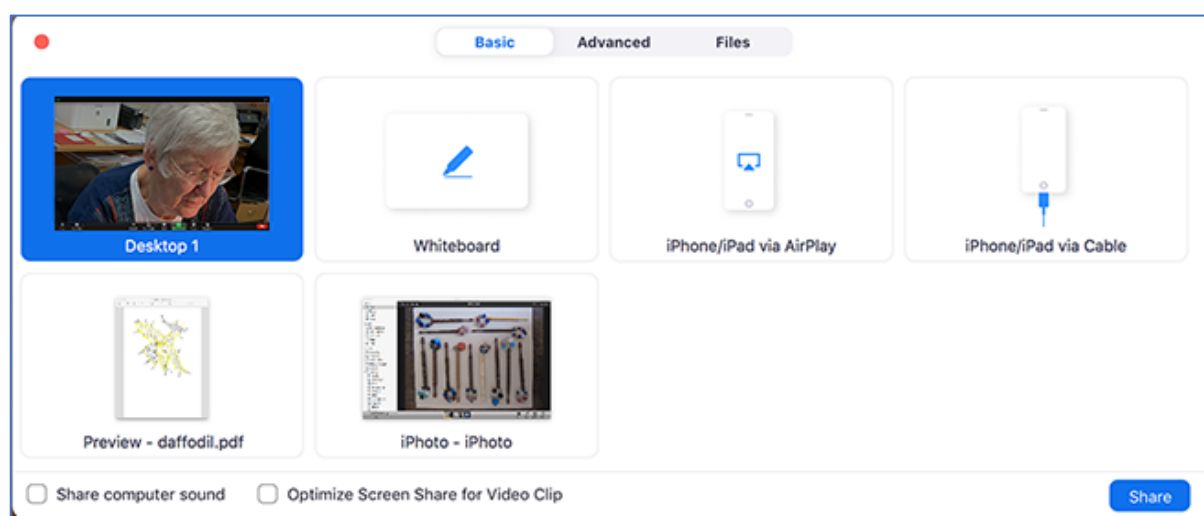 Basic Advanced Files
Desktop 1
Whiteboard
iPhone/iPad via AirPlay
iPhone/iPad via Cable
Preview - daffodil.pdf
iPhoto - iPhoto
Share computer sound
Optimize Screen Share for Video Clip
Share